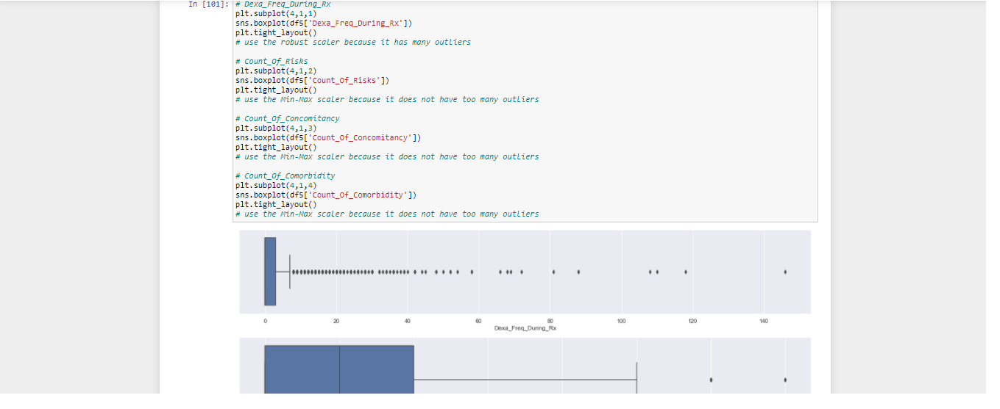 In [101]: # Dexa_Freq_During_Rx
plt.subplot(4,1,1)
sns.boxplot(df5['Dexa_Freq_During_Rx'])
plt.tight_layout()
# use the robust scaler because it has many outliers
# Count_Of_Risks
plt.subplot(4,1,2)
sns.boxplot(df5['Count_Of_Risks'])
plt.tight_layout()
# use the Min-Max scaler because it does not have too many outliers
# Count_Of_Concomitancy
plt.subplot(4,1,3)
sns.boxplot(df5['Count_Of_Concomitancy'])
plt.tight_layout()
# use the Min-Max scaler because it does not have too many outliers
# Count_Of_Comorbidity
plt.subplot(4,1,4)
sns.boxplot(df5['Count_Of_Comorbidity'])
plt.tight_layout()
# use the Min-Max scaler because it does not have too many outliers
0 20 40 60 80 100 120 140
Dexa_Freq_During_Rx